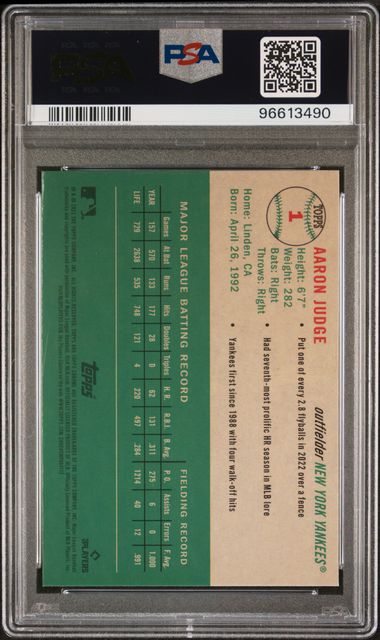 PSA
96613490
TOPPS
1
AARON JUDGE
outfielder NEW YORK YANKEES®
Height: 6'7"
Weight: 282
Bats: Right
Throws: Right
Home: Linden, CA
Born: April 26, 1992
• Put one of every 2.8 flyballs in 2022 over a fence
• Had seventh-most prolific HR season in MLB lore
• Yankees first since 1988 with four walk-off hits
MAJOR LEAGUE BATTING RECORD FIELDING RECORD
Games At Bat Runs Hits Doubles Triples H.R. R.B.I. B. Avg. P.O. Assists Errors F. Avg.
YEAR 157 570 133 177 28 0 62 131 .311 275 6 0 1.000
LIFE 729 2638 535 748 121 4 220 497 .284 1214 40 12 .991
Topps
PLAYERS